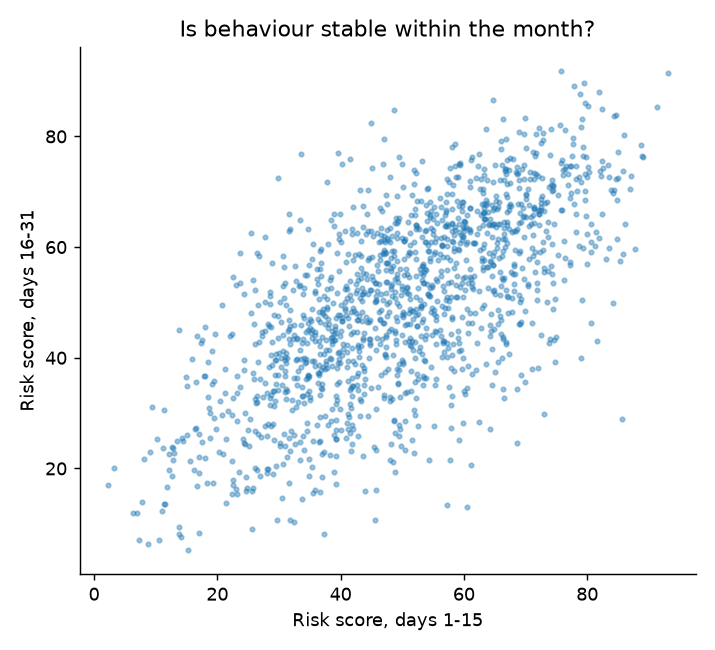 Is behaviour stable within the month?
80
60
40
20
Risk score, days 16-31
0 20 40 60 80
Risk score, days 1-15